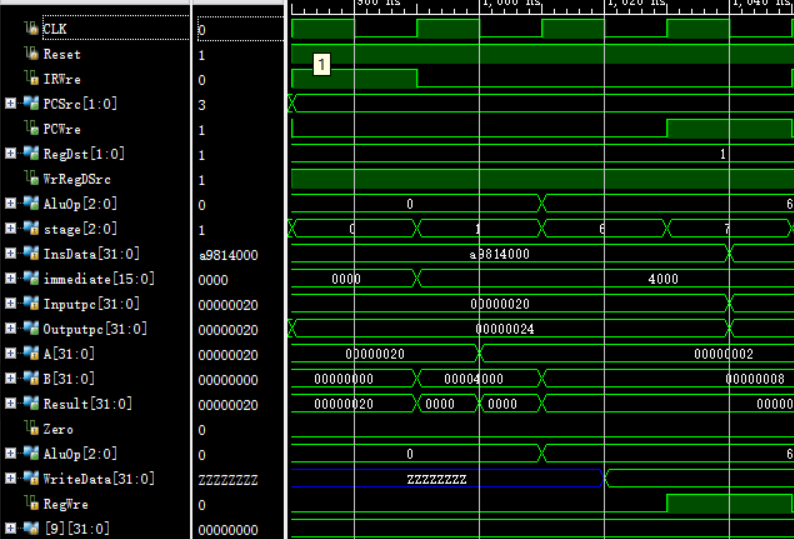 980 ns 1,000 ns 1,020 ns 1,040 ns
CLK 0
Reset 1
1
IRWre 0
PCSrc[1:0] 3
PCWre 1
RegDst[1:0] 1 1
WrRegDSrc 1
AluOp[2:0] 0 0 6
stage[2:0] 1 0 1 6 7
InsData[31:0] a9814000 a9814000
immediate[15:0] 0000 0000 4000
Inputpc[31:0] 00000020 00000020
Outputpc[31:0] 00000020 00000024
A[31:0] 00000020 00000020 00000002
B[31:0] 00000000 00000000 00004000 00000008
Result[31:0] 00000020 00000020 0000 0000 00000
Zero 0
AluOp[2:0] 0 0 6
WriteData[31:0] ZZZZZZZZ ZZZZZZZZ
RegWre 0
[9][31:0] 00000000